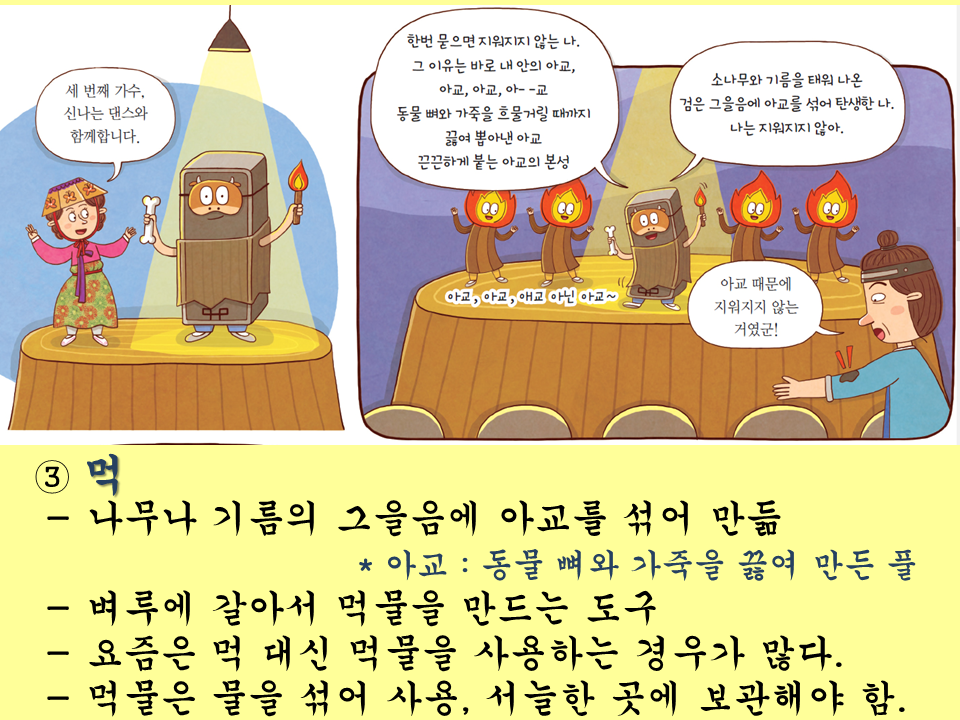 세 번째 가수,
신나는 댄스와
함께합니다.
한번 묻으면 지워지지 않는 나.
그 이유는 바로 내 안의 아교,
아교, 아교, 아- -교
동물 뼈와 가죽을 흐물거릴 때까지
끓여 뽑아낸 아교
끈끈하게 붙는 아교의 본성
소나무와 기름을 태워 나온
검은 그을음에 아교를 섞어 탄생한 나.
나는 지워지지 않아.
아교, 아교, 애교 아닌 아교~
아교 때문에
지워지지 않는
거였군!
③ 먹
- 나무나 기름의 그을음에 아교를 섞어 만듦
* 아교 : 동물 뼈와 가죽을 끓여 만든 풀
- 벼루에 갈아서 먹물을 만드는 도구
- 요즘은 먹 대신 먹물을 사용하는 경우가 많다.
- 먹물은 물을 섞어 사용, 서늘한 곳에 보관해야 함.